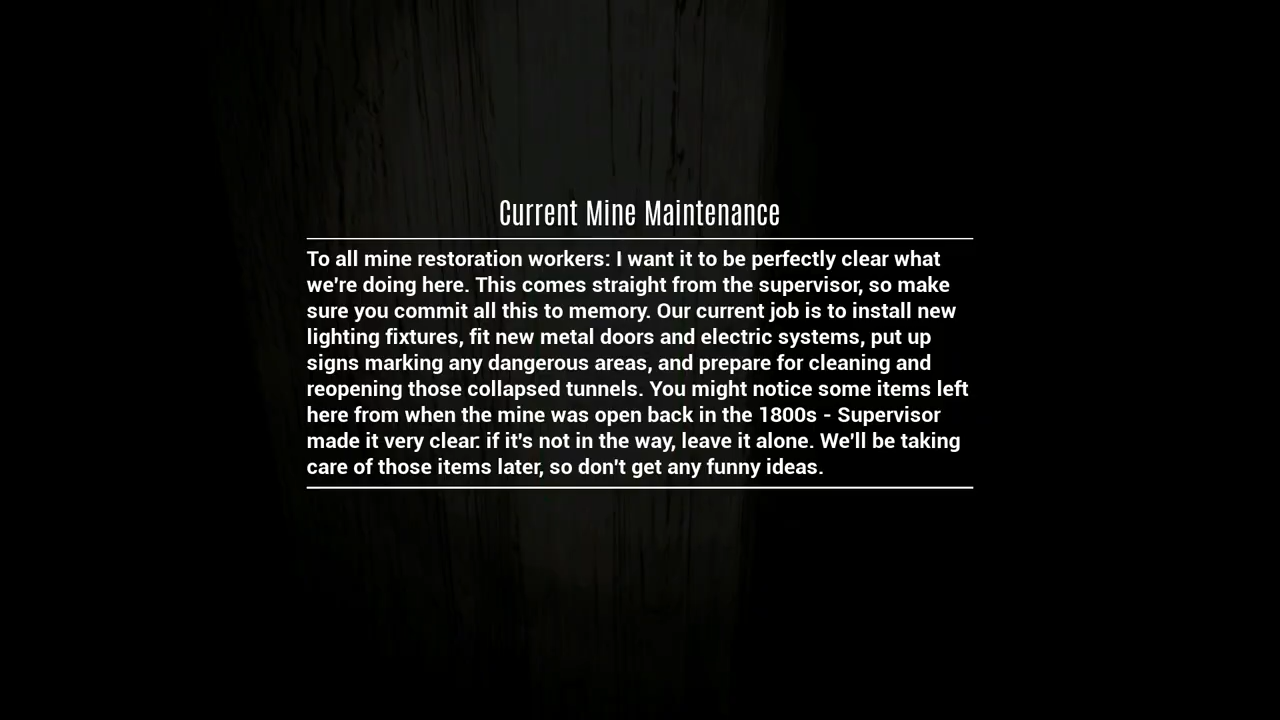 Current Mine Maintenance
To all mine restoration workers: I want it to be perfectly clear what
we're doing here. This comes straight from the supervisor, so make
sure you commit all this to memory. Our current job is to install new
lighting fixtures, fit new metal doors and electric systems, put up
signs marking any dangerous areas, and prepare for cleaning and
reopening those collapsed tunnels. You might notice some items left
here from when the mine was open back in the 1800s - Supervisor
made it very clear: if it's not in the way, leave it alone. We'll be taking
care of those items later, so don't get any funny ideas.